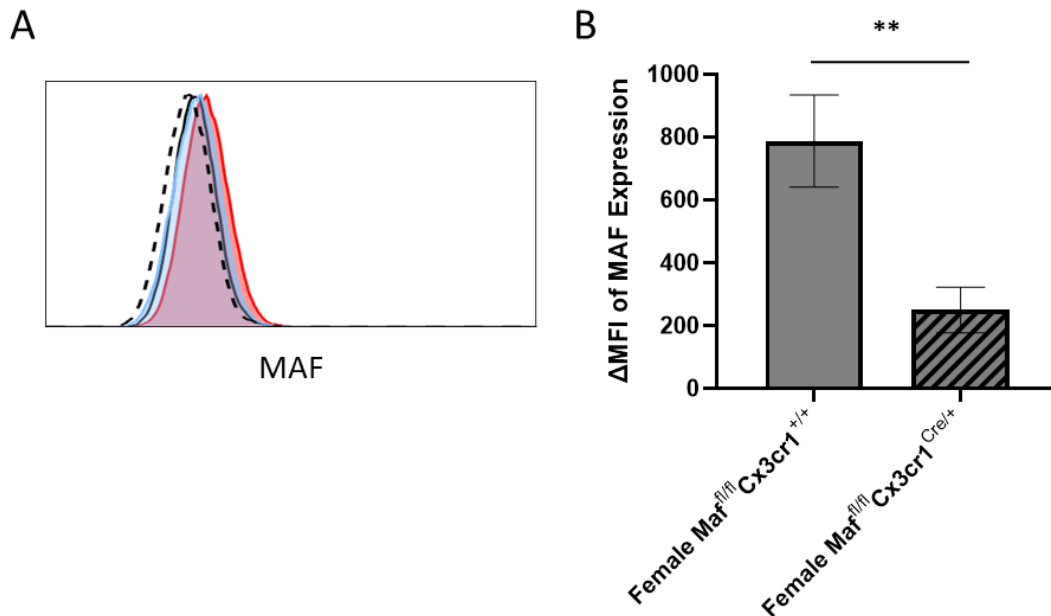 A
MAF
B
**
ΔMFI of MAF Expression
1000
800
600
400
200
0
Female Maf^fl/fl Cx3cr1^+/+
Female Maf^fl/fl Cx3cr1^Cre/+